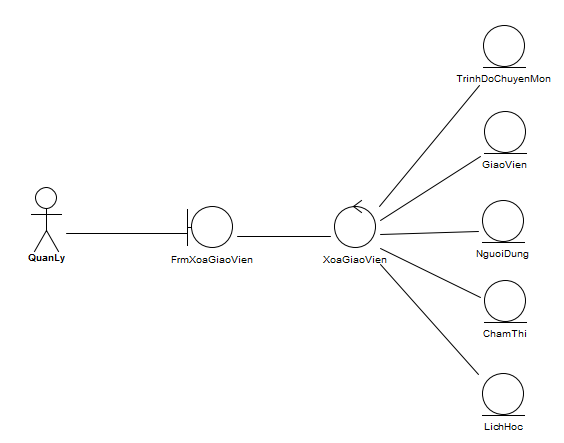 TrinhDoChuyenMon
GiaoVien
QuanLy
FrmXoaGiaoVien
XoaGiaoVien
NguoiDung
ChamThi
LichHoc